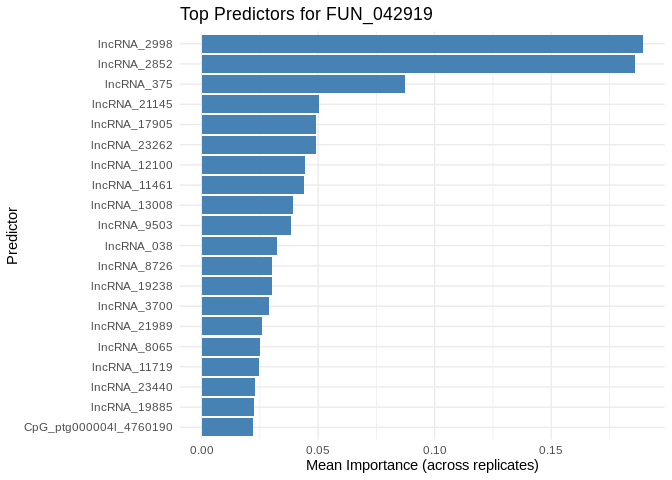 Top Predictors for FUN_042919
Predictor
lncRNA_2998
lncRNA_2852
lncRNA_375
lncRNA_21145
lncRNA_17905
lncRNA_23262
lncRNA_12100
lncRNA_11461
lncRNA_13008
lncRNA_9503
lncRNA_038
lncRNA_8726
lncRNA_19238
lncRNA_3700
lncRNA_21989
lncRNA_8065
lncRNA_11719
lncRNA_23440
lncRNA_19885
CpG_ptg000004l_4760190
0.00 0.05 0.10 0.15
Mean Importance (across replicates)